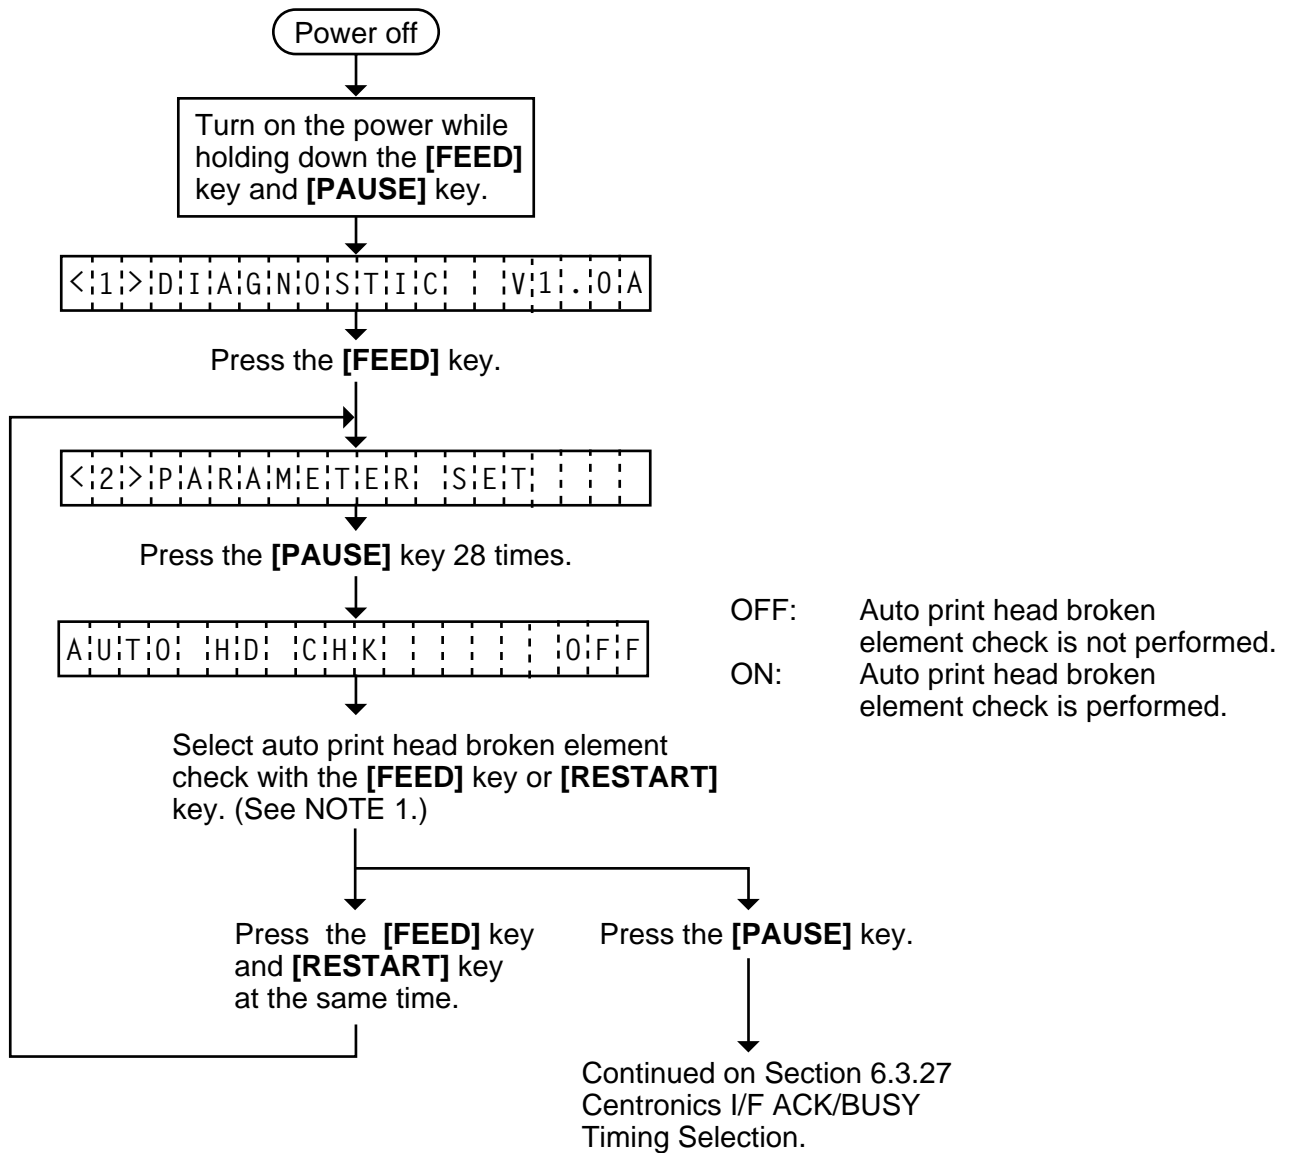 Power off
Turn on the power while
holding down the [FEED]
key and [PAUSE] key.
<1>DIAGNOSTIC  V1.0A
Press the [FEED] key.
<2>PARAMETER SET
Press the [PAUSE] key 28 times.
AUTO HD CHK      OFF
OFF: Auto print head broken
element check is not performed.
ON: Auto print head broken
element check is performed.
Select auto print head broken element
check with the [FEED] key or [RESTART]
key. (See NOTE 1.)
Press the [FEED] key
and [RESTART] key
at the same time.
Press the [PAUSE] key.
Continued on Section 6.3.27
Centronics I/F ACK/BUSY
Timing Selection.